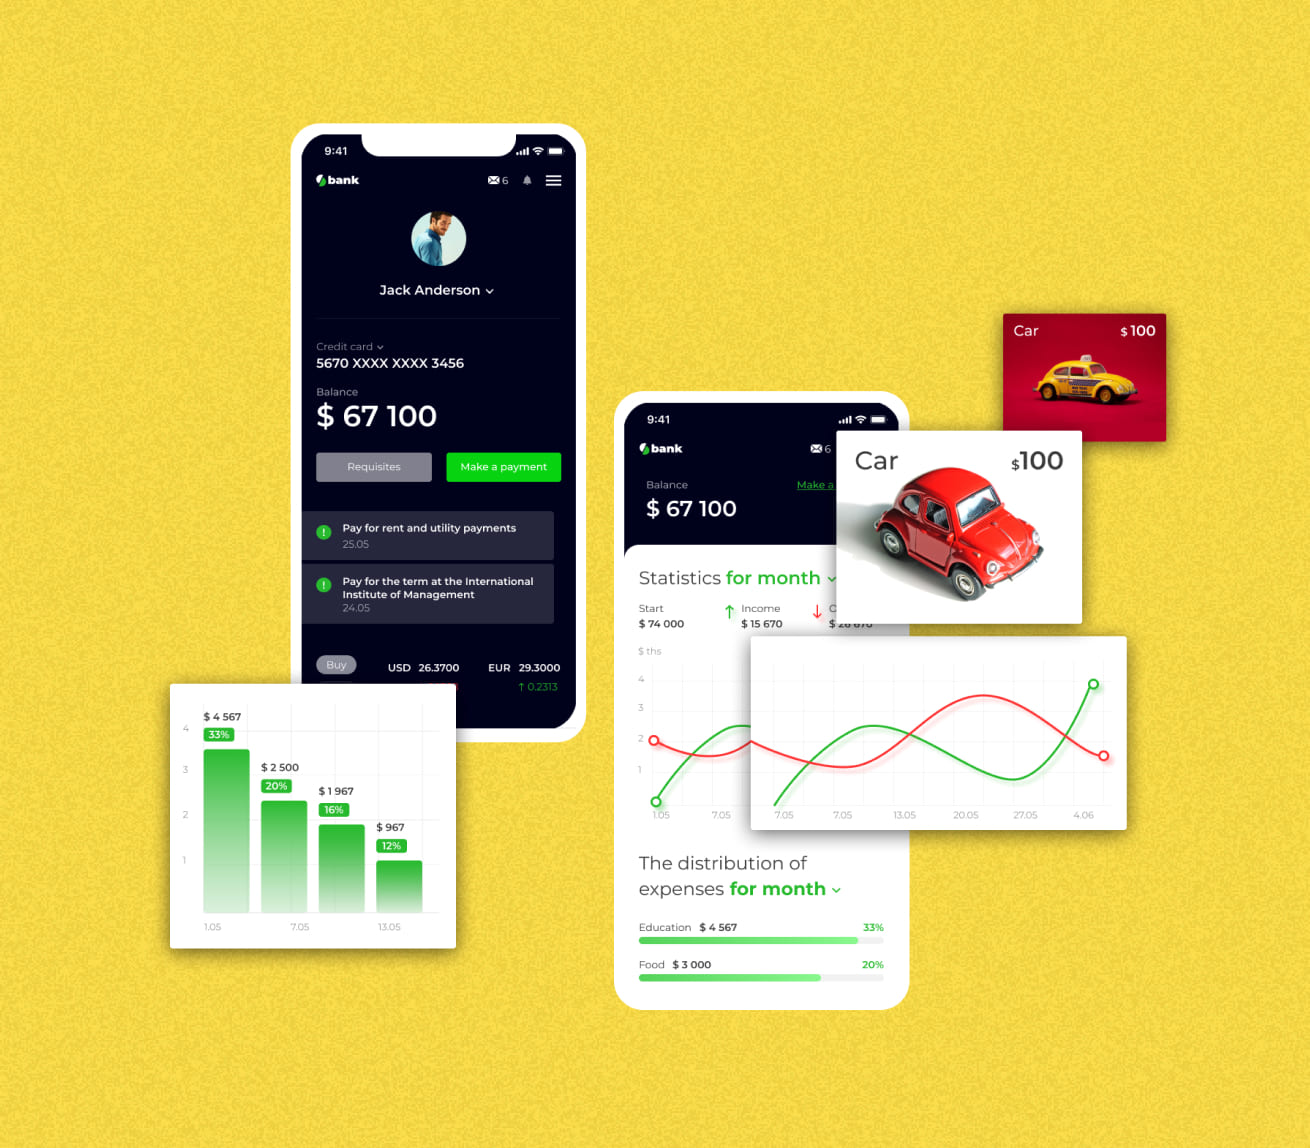 9:41
bank
6
Jack Anderson
Credit card
5670 XXXX XXXX 3456
Balance
$ 67 100
Requisites
Make a payment
Pay for rent and utility payments
25.05
Pay for the term at the International
Institute of Management
24.05
Buy
USD 26.3700
EUR 29.3000
↑ 0.2313
$ 4 567
33%
$ 2 500
20%
$ 1 967
16%
$ 967
12%
4
3
2
1
1.05
7.05
13.05
9:41
bank
6
Balance
Make a
$ 67 100
Statistics for month
Start
$ 74 000
↑ Income
$ 15 670
$ ths
4
3
2
1
1.05
7.05
The distribution of
expenses for month
Education $ 4 567
33%
Food $ 3 000
20%
Car
$ 100
Car
$100
7.05
7.05
13.05
20.05
27.05
4.06